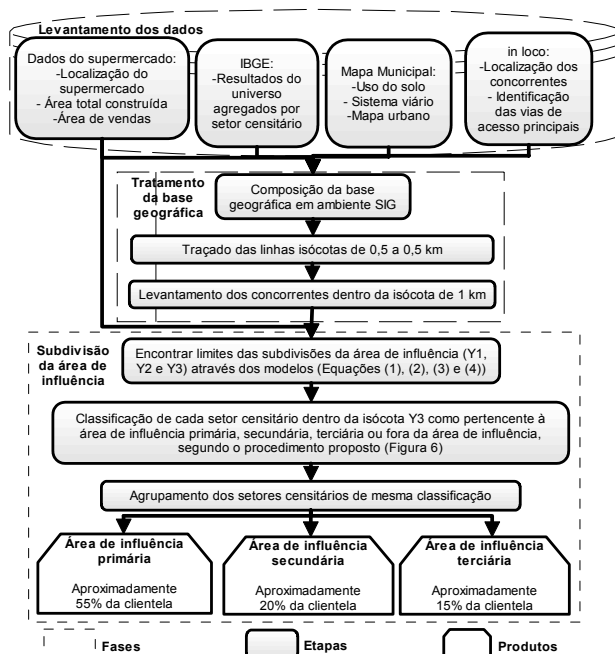 Levantamento dos dados
Dados do supermercado:
-Localização do
supermercado
- Área total construída
-Área de vendas
IBGE:
-Resultados do
universo
agregados por
setor censitário
Mapa Municipal:
-Uso do solo
- Sistema viário
-Mapa urbano
in loco:
-Localização dos
concorrentes
- Identificação
das vias de
acesso principais
Tratamento
da base
geográfica
Composição da base
geográfica em ambiente SIG
Traçado das linhas isócotas de 0,5 a 0,5 km
Levantamento dos concorrentes dentro da isócota de 1 km
Subdivisão
da área de
influência
Encontrar limites das subdivisões da área de influência (Y1,
Y2 e Y3) através dos modelos (Equações (1), (2), (3) e (4))
Classificação de cada setor censitário dentro da isócota Y3 como pertencente à
área de influência primária, secundária, terciária ou fora da área de influência,
segundo o procedimento proposto (Figura 6)
Agrupamento dos setores censitários de mesma classificação
Área de influência
primária
Aproximadamente
55% da clientela
Área de influência
secundária
Aproximadamente
20% da clientela
Área de influência
terciária
Aproximadamente
15% da clientela
Fases
Etapas
Produtos